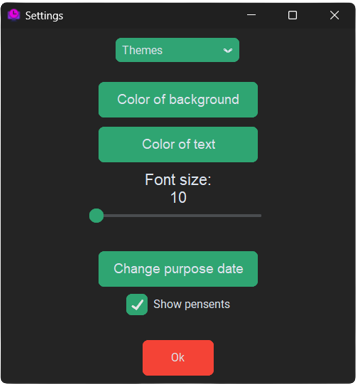 Settings
Themes
Color of background
Color of text
Font size:
10
Change purpose date
Show pensents
Ok